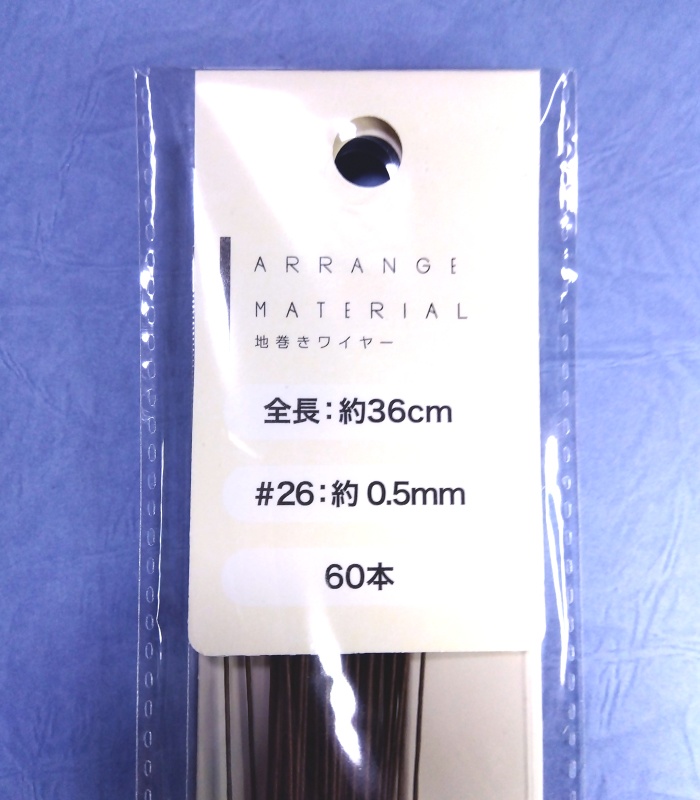 ARRANGE
MATERIAL
地巻きワイヤー
全長：約36cm
#26：約 0.5mm
60本